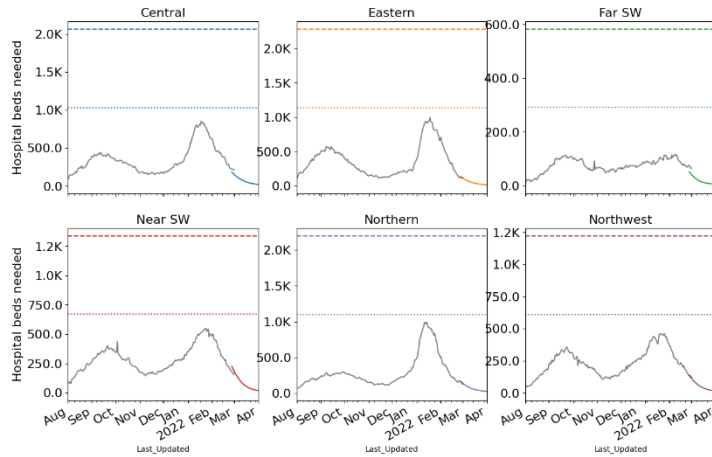 Central
Eastern
Far SW
Hospital beds needed
2.0K
1.5K
1.0K
500.0
0.0
2.0K
1.5K
1.0K
500.0
0.0
600.0
400.0
200.0
0.0
Near SW
Northern
Northwest
Hospital beds needed
1.2K
1.0K
750.0
500.0
250.0
0.0
2.0K
1.5K
1.0K
500.0
0.0
1.2K
1.0K
750.0
500.0
250.0
0.0
Aug Sep Oct Nov Dec Jan 2022 Feb Mar Apr
Aug Sep Oct Nov Dec Jan 2022 Feb Mar Apr
Aug Sep Oct Nov Dec Jan 2022 Feb Mar Apr
Last_Updated
Last_Updated
Last_Updated